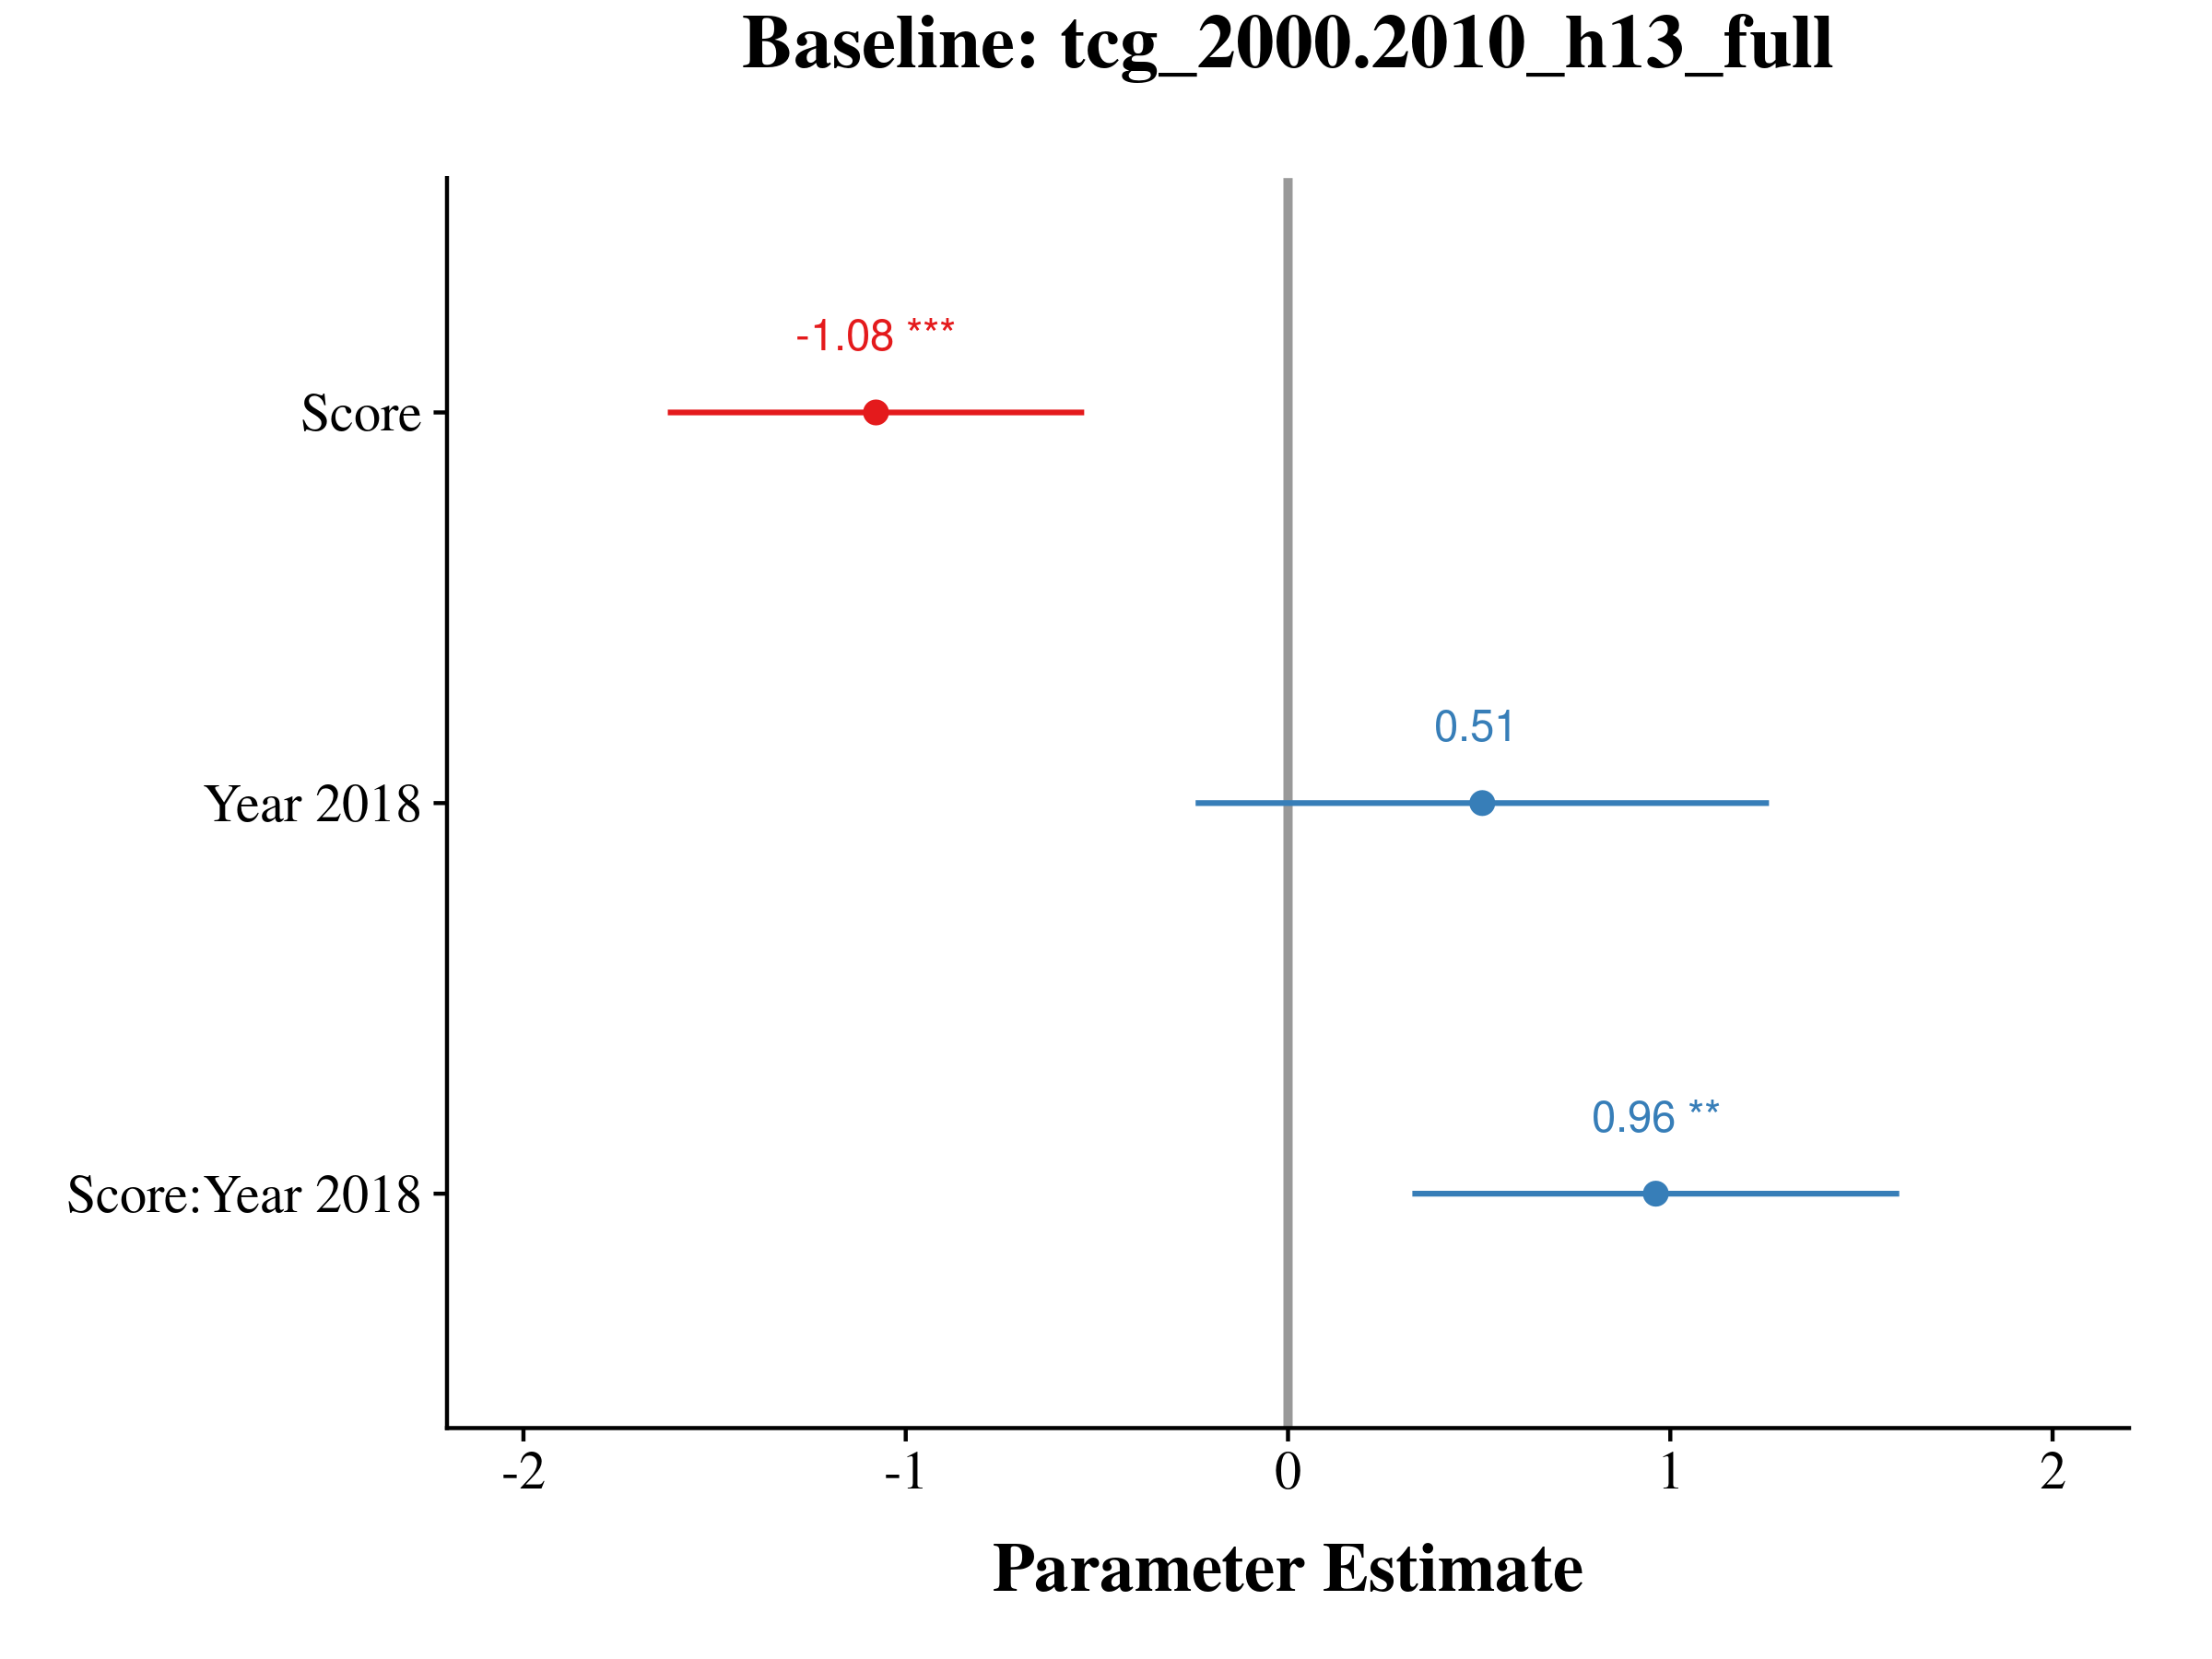 Baseline: tcg_2000.2010_h13_full
-1.08 ***
Score
0.51
Year 2018
0.96 **
Score:Year 2018
-2 -1 0 1 2
Parameter Estimate